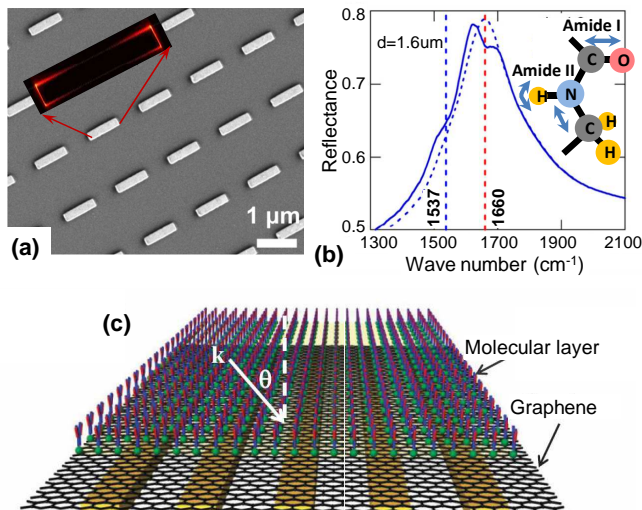 (a)
1 µm
0.8
0.7
0.6
0.5
Reflectance
d=1.6um
Amide I
Amide II
C
O
H
N
H
C
H
1537
1660
1300
1500
1700
1900
2100
Wave number (cm⁻¹)
(b)
(c)
k
θ
Molecular layer
Graphene